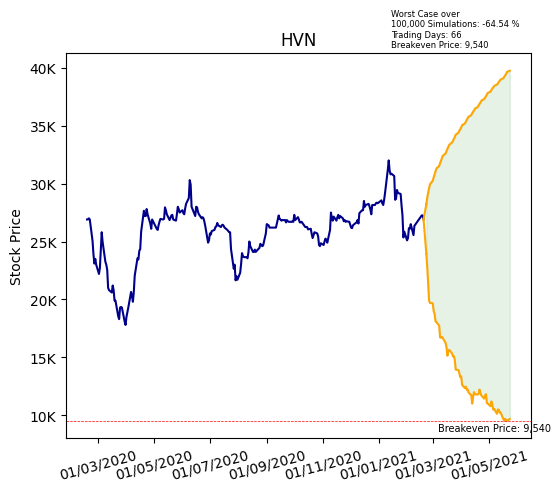 Worst Case over
100,000 Simulations: -64.54 %
Trading Days: 66
Breakeven Price: 9,540
HVN
Stock Price
40K
35K
30K
25K
20K
15K
10K
Breakeven Price: 9,540
01/03/2020 01/05/2020 01/07/2020 01/09/2020 01/11/2020 01/01/2021 01/03/2021 01/05/2021